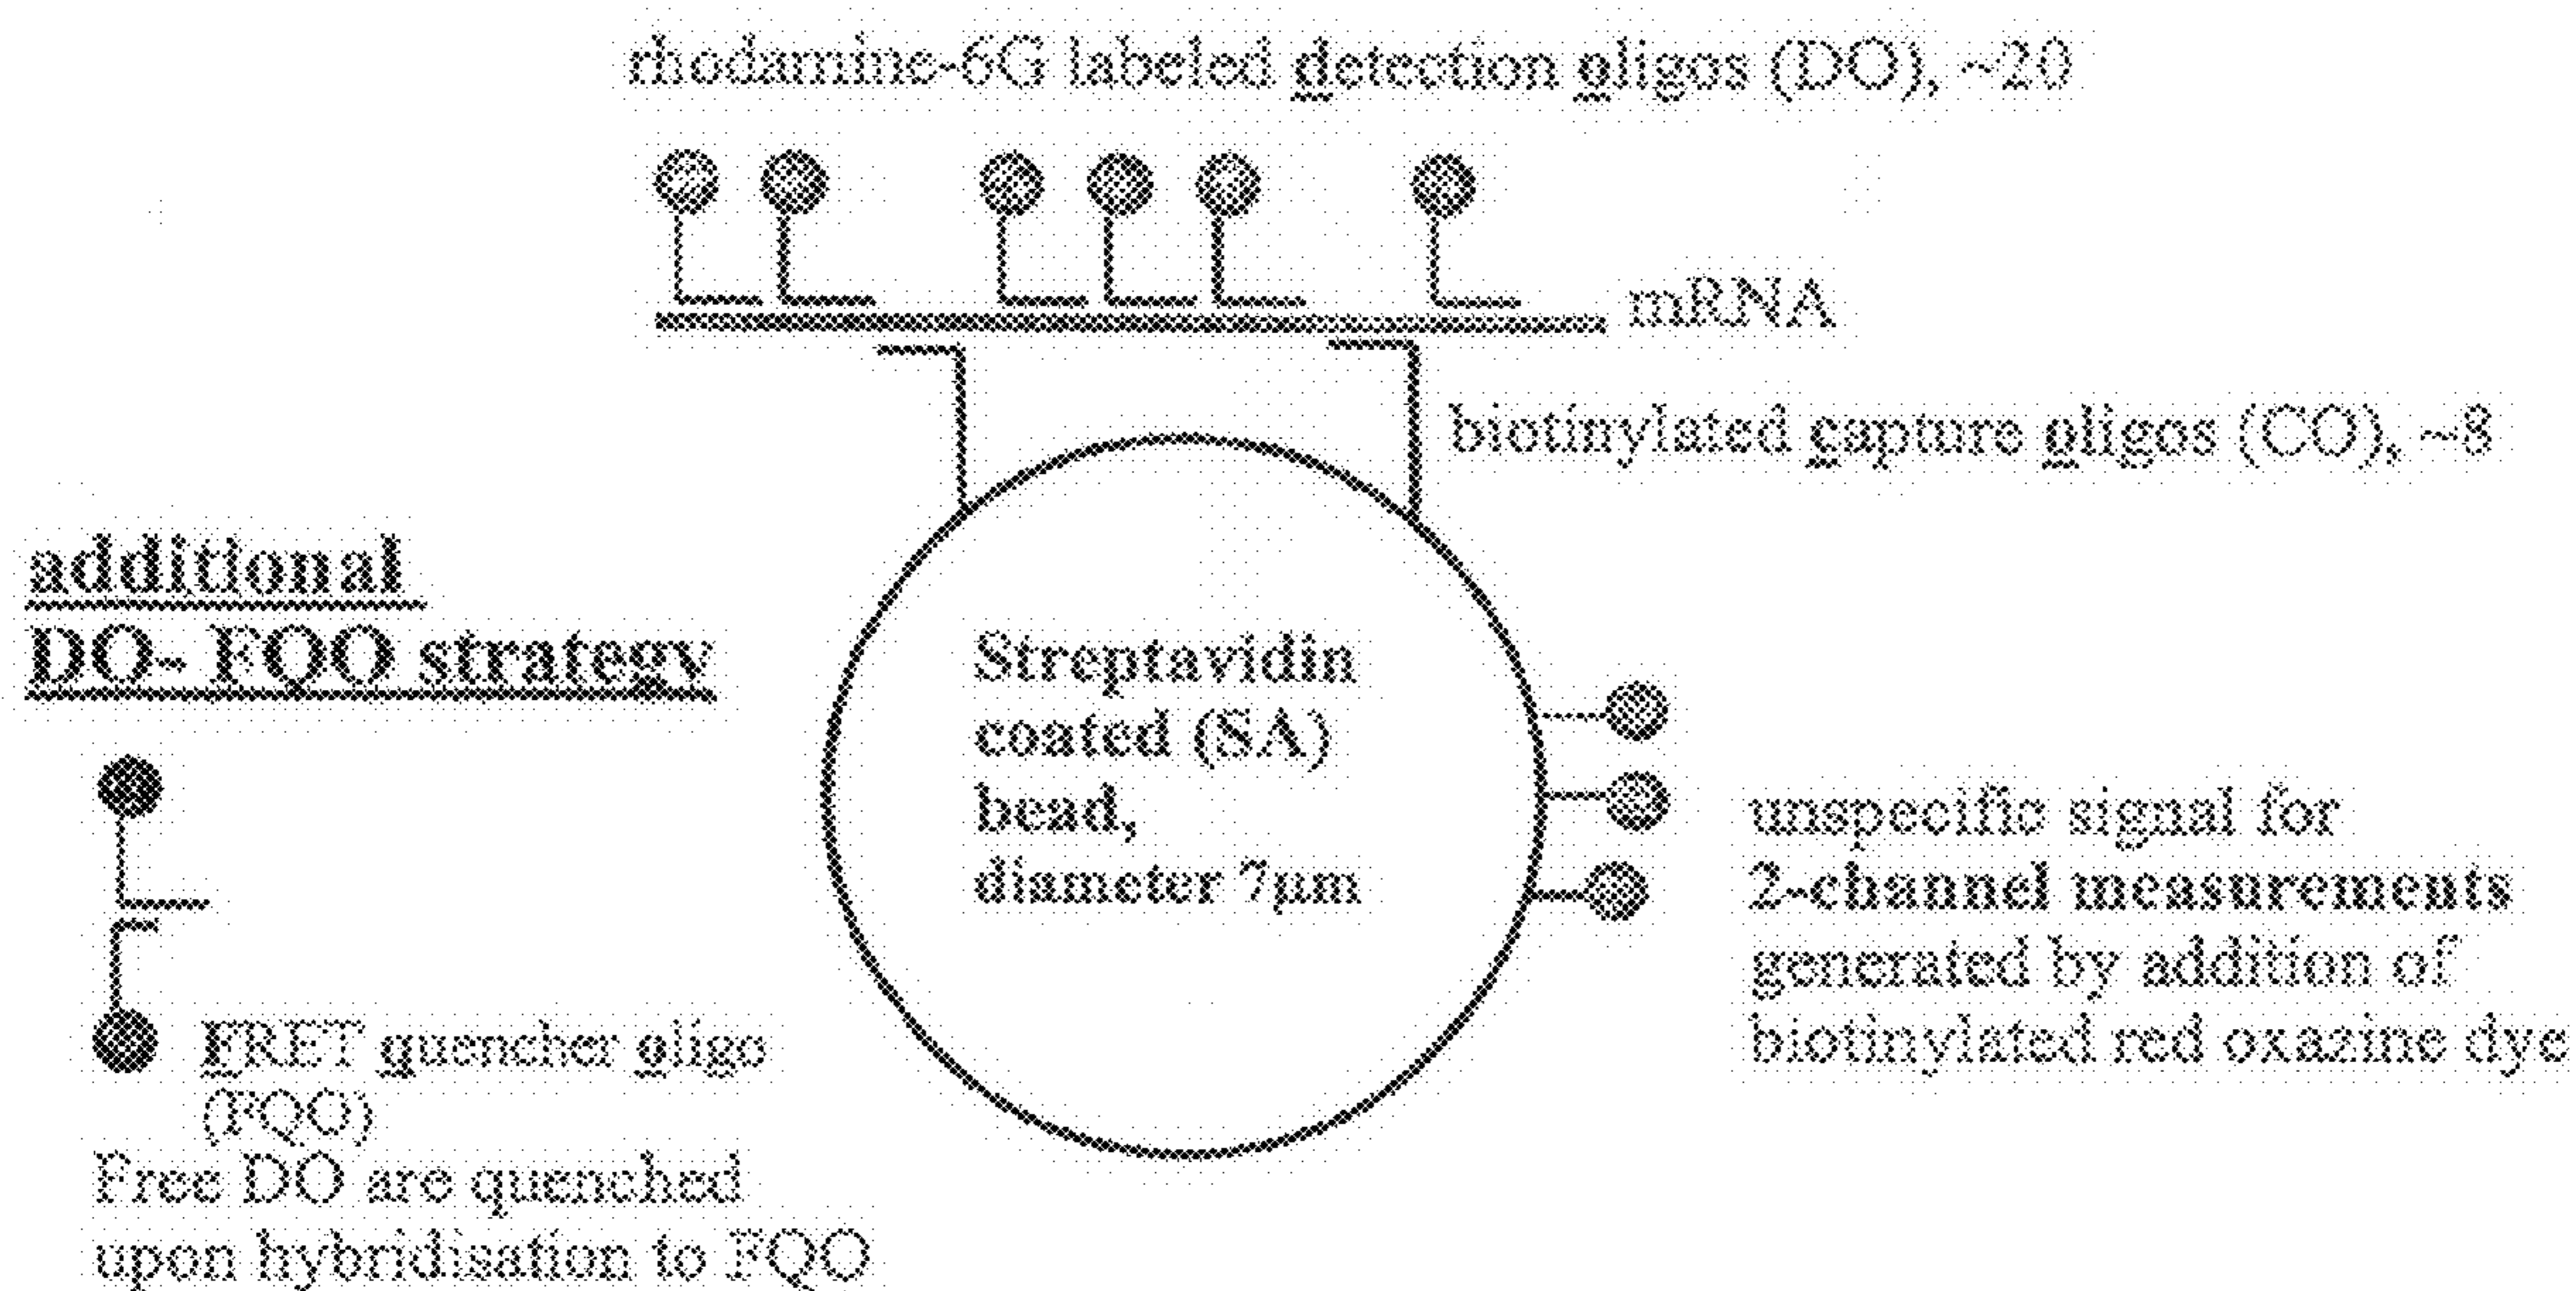 rhodamine-6G labeled detection oligos (DO), ~20
mRNA
biotinylated capture oligos (CO), ~8
additional
DO- FQO strategy
Streptavidin
coated (SA)
bead,
diameter 7µm
unspecific signal for
2-channel measurements
generated by addition of
biotinylated red oxazine dye
FRET quencher oligo
(FQO)
Free DO are quenched
upon hybridisation to FQO